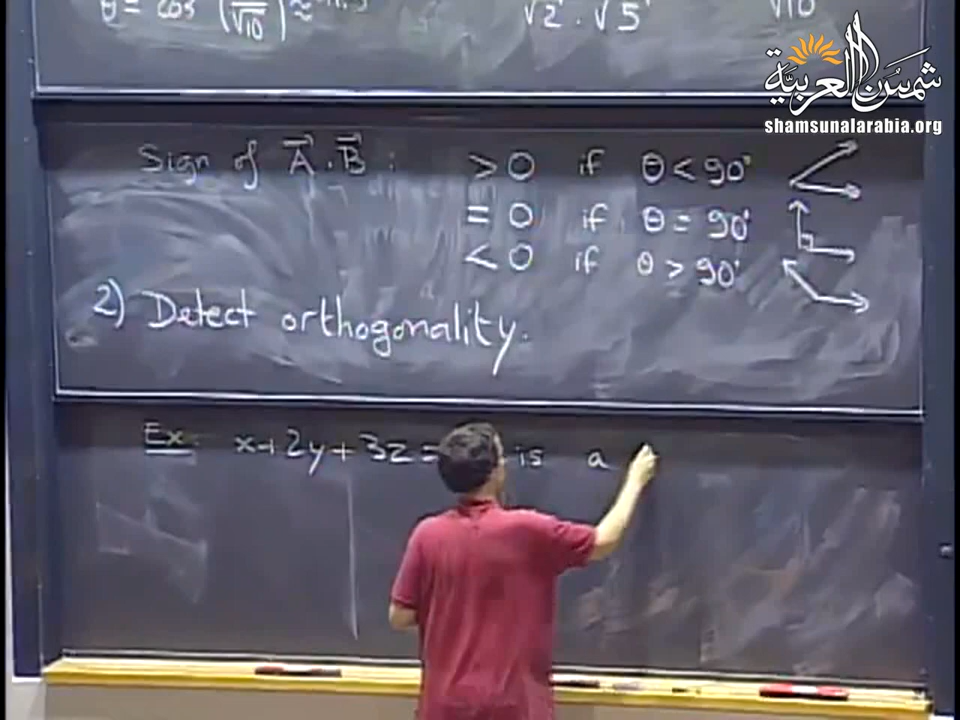 θ = cos (1/√10) ≈
√2 · √5
√10
شمس العربية
shamsunalarabia.org
Sign of A⃗ · B⃗ : > 0 if θ < 90°
= 0 if θ = 90°
< 0 if θ > 90°
2) Detect orthogonality.
Ex: x+2y+3z = is a